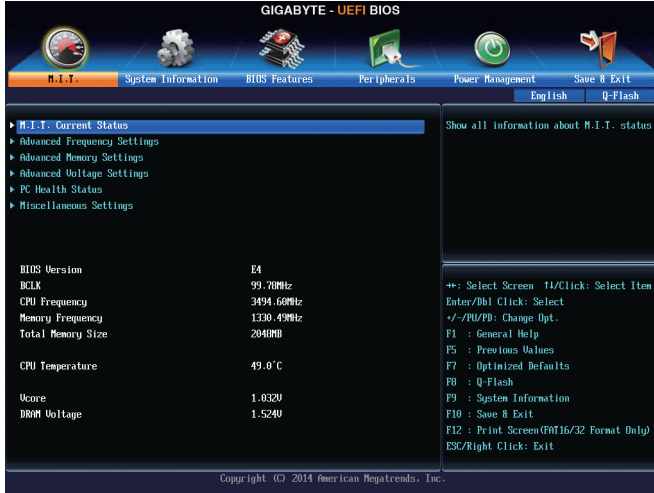 GIGABYTE - UEFI BIOS
M.I.T. System Information BIOS Features Peripherals Power Management Save & Exit
English Q-Flash
M.I.T. Current Status
Advanced Frequency Settings
Advanced Memory Settings
Advanced Voltage Settings
PC Health Status
Miscellaneous Settings
BIOS Version E4
BCLK 99.78MHz
CPU Frequency 3494.60MHz
Memory Frequency 1330.49MHz
Total Memory Size 2048MB
CPU Temperature 49.0°C
Vcore 1.032V
DRAM Voltage 1.524V
Show all information about M.I.T. status
→←: Select Screen ↑↓/Click: Select Item
Enter/Dbl Click: Select
+/-/PU/PD: Change Opt.
F1 : General Help
F5 : Previous Values
F7 : Optimized Defaults
F8 : Q-Flash
F9 : System Information
F10 : Save & Exit
F12 : Print Screen(FAT16/32 Format Only)
ESC/Right Click: Exit
Copyright (C) 2014 American Megatrends, Inc.